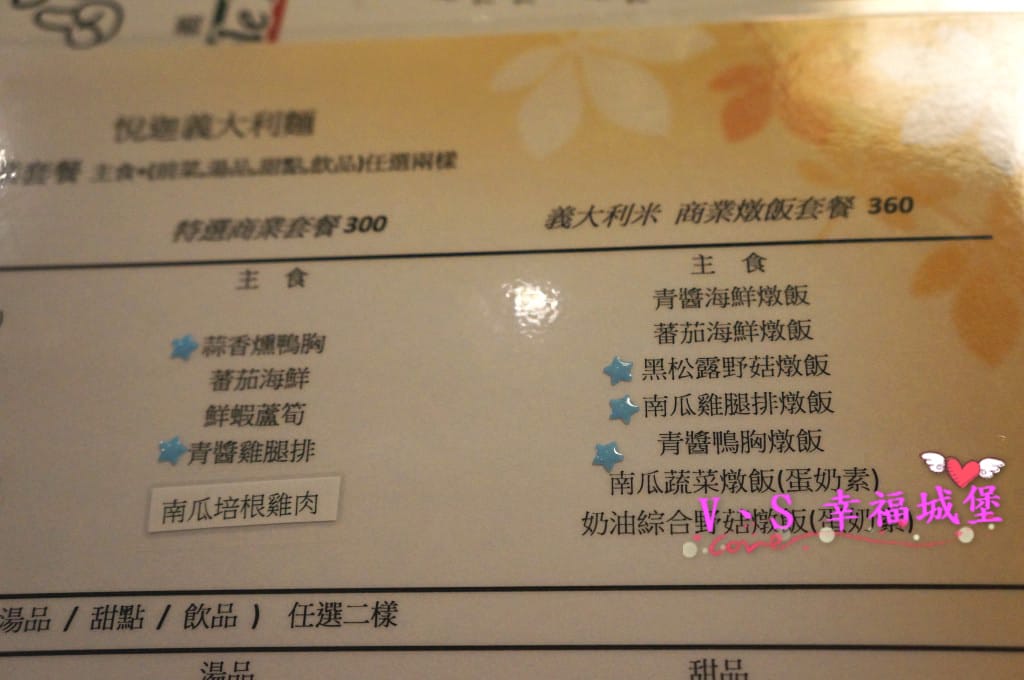 悅迦義大利麵
套餐 主食+(前菜.湯品.甜點.飲品)任選兩樣
特選商業套餐 300
義大利米 商業燉飯套餐 360
主 食
蒜香燻鴨胸
蕃茄海鮮
鮮蝦蘆筍
青醬雞腿排
南瓜培根雞肉
主 食
青醬海鮮燉飯
蕃茄海鮮燉飯
黑松露野菇燉飯
南瓜雞腿排燉飯
青醬鴨胸燉飯
南瓜蔬菜燉飯(蛋奶素)
奶油綜合野菇燉飯(蛋奶素)
V、S 幸福城堡
Love
湯品 / 甜點 / 飲品 ) 任選二樣
湯品
甜品